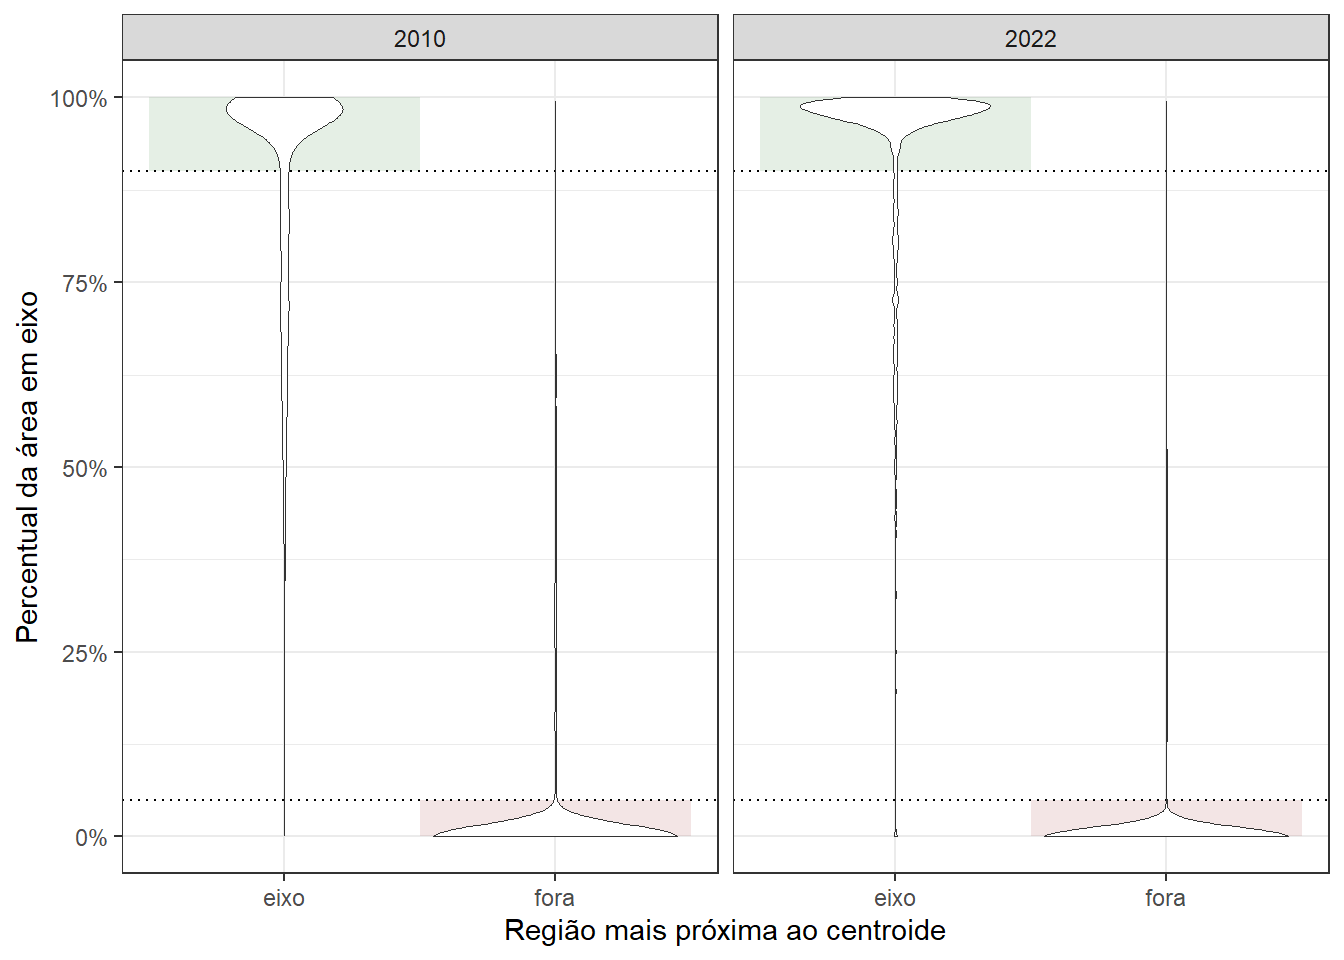 2010
2022
Percentual da área em eixo
100%
75%
50%
25%
0%
eixo
fora
eixo
fora
Região mais próxima ao centroide